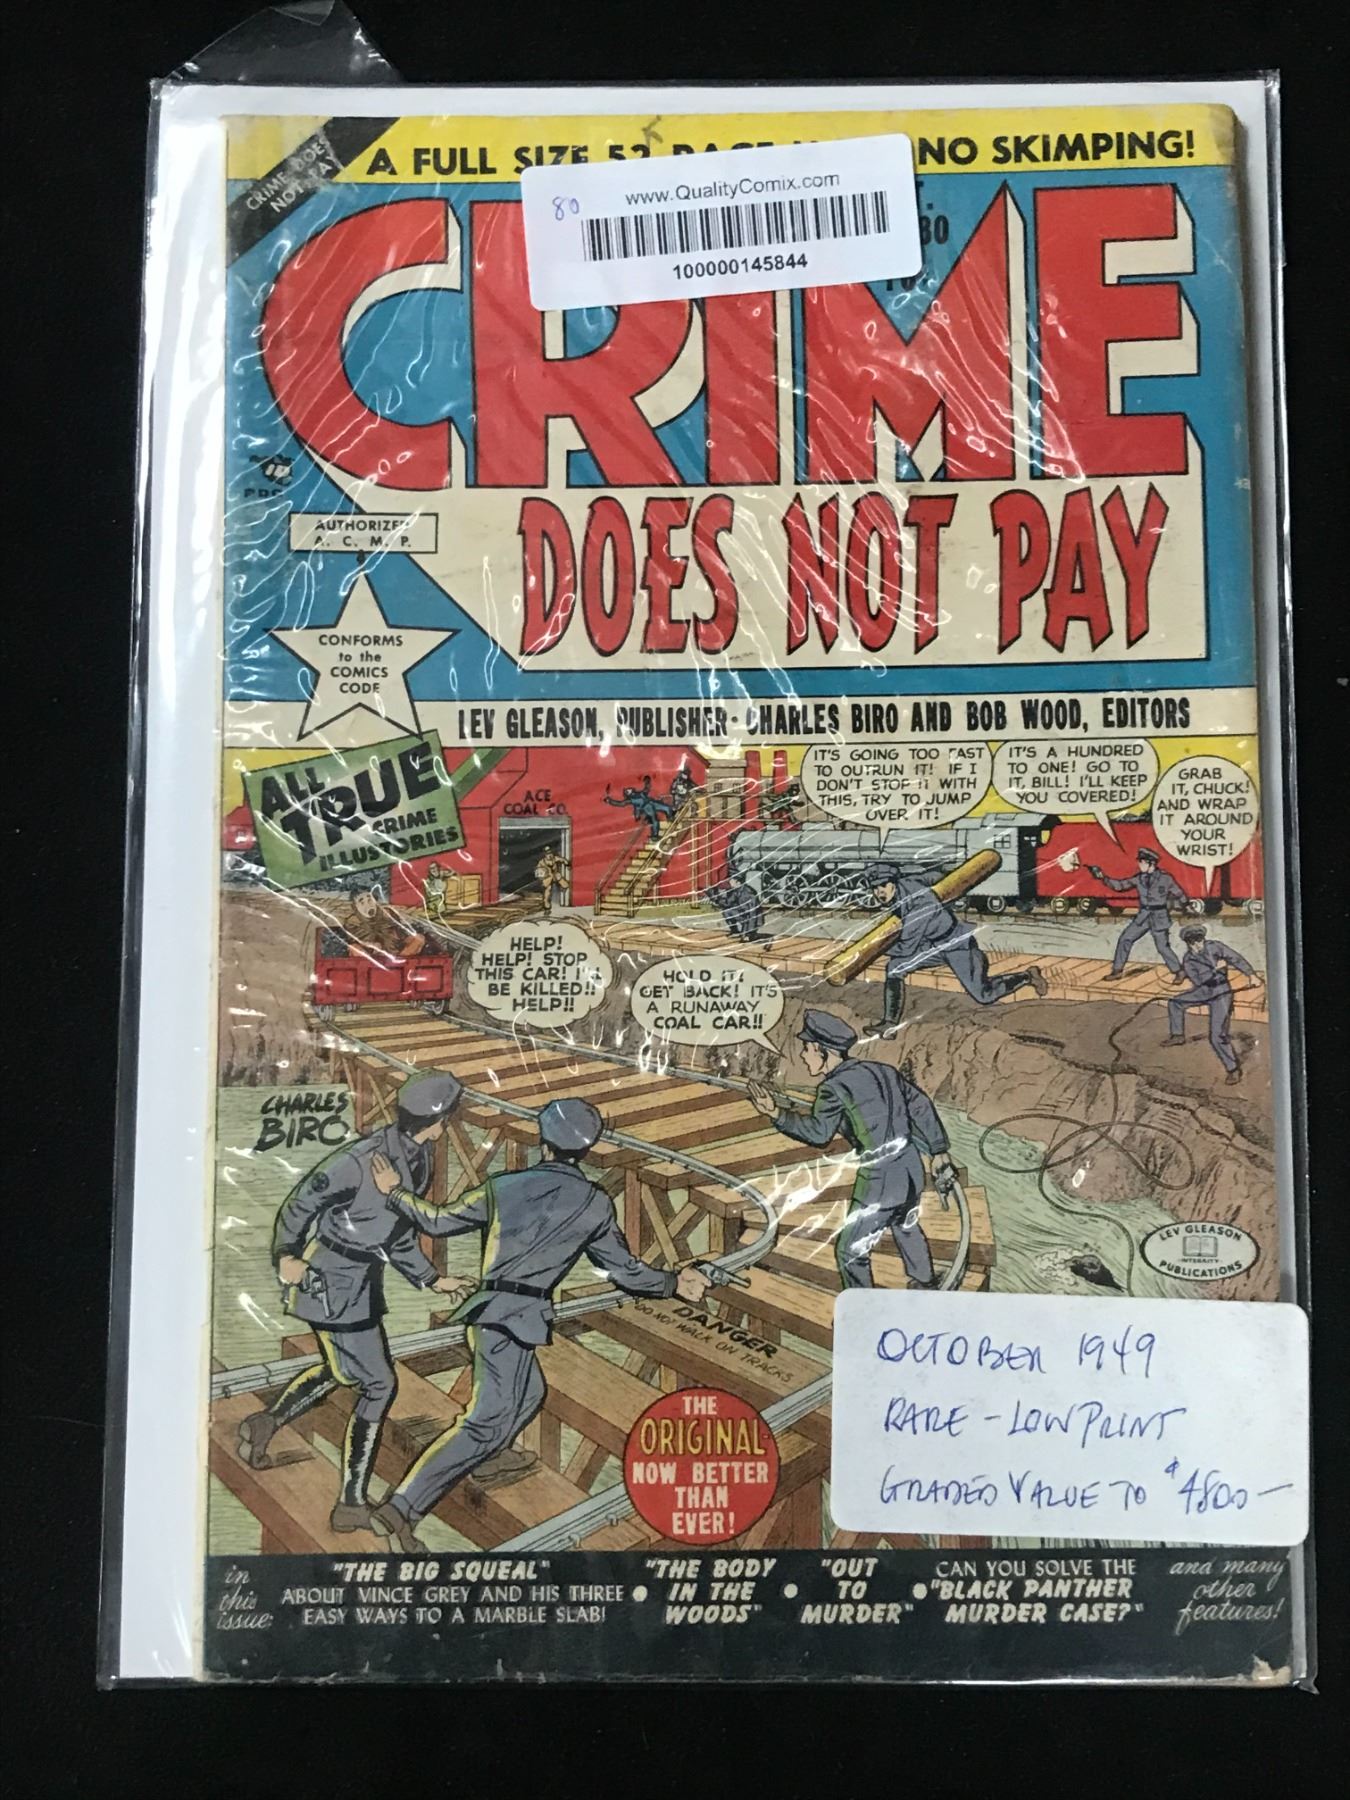 CRIME DOES
NOT PAY
A FULL SIZE 52 PAGE NO SKIMPING!
www.QualityComix.com
80
100000145844
80
CRIME
DOES NOT PAY
AUTHORIZED
A. C. M. P.
CONFORMS
to the
COMICS
CODE
LEV GLEASON, PUBLISHER · CHARLES BIRO AND BOB WOOD, EDITORS
ALL
TRUE
CRIME
STORIES
ACE
COAL CO.
IT'S GOING TOO FAST
TO OUTRUN IT! IF I
DON'T STOP IT WITH
THIS, TRY TO JUMP
OVER IT!
IT'S A HUNDRED
TO ONE! GO TO
IT, BILL! I'LL KEEP
YOU COVERED!
GRAB
IT, CHUCK!
AND WRAP
IT AROUND
YOUR
WRIST!
HELP!
HELP! STOP
THIS CAR! I'LL
BE KILLED!!
HELP!!
HOLD IT!
GET BACK! IT'S
A RUNAWAY
COAL CAR!!
CHARLES
BIRO
LEV GLEASON
INTEGRITY
PUBLICATIONS
DANGER
DO NOT WALK ON TRACKS
OCTOBER 1949
RARE - LOW PRINT
GRADED VALUE TO $4800-
THE
ORIGINAL
NOW BETTER
THAN
EVER!
in
this
issue:
"THE BIG SQUEAL"
ABOUT VINCE GREY AND HIS THREE
EASY WAYS TO A MARBLE SLAB!
"THE BODY
IN THE
WOODS"
"OUT
TO
MURDER"
CAN YOU SOLVE THE
"BLACK PANTHER
MURDER CASE?"
and many
other
features!